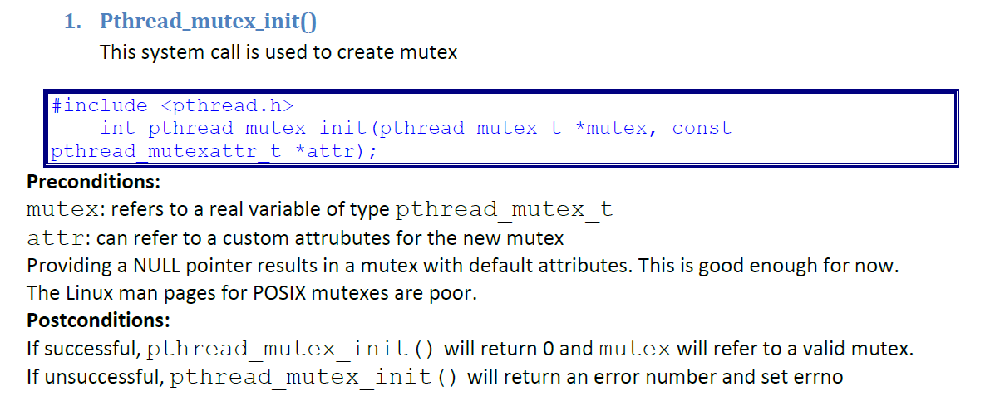 1. Pthread_mutex_init()
This system call is used to create mutex
#include <pthread.h>
int pthread mutex init(pthread mutex t *mutex, const
pthread_mutexattr_t *attr);
Preconditions:
mutex: refers to a real variable of type pthread_mutex_t
attr: can refer to a custom attrubutes for the new mutex
Providing a NULL pointer results in a mutex with default attributes. This is good enough for now.
The Linux man pages for POSIX mutexes are poor.
Postconditions:
If successful, pthread_mutex_init() will return 0 and mutex will refer to a valid mutex.
If unsuccessful, pthread_mutex_init() will return an error number and set errno